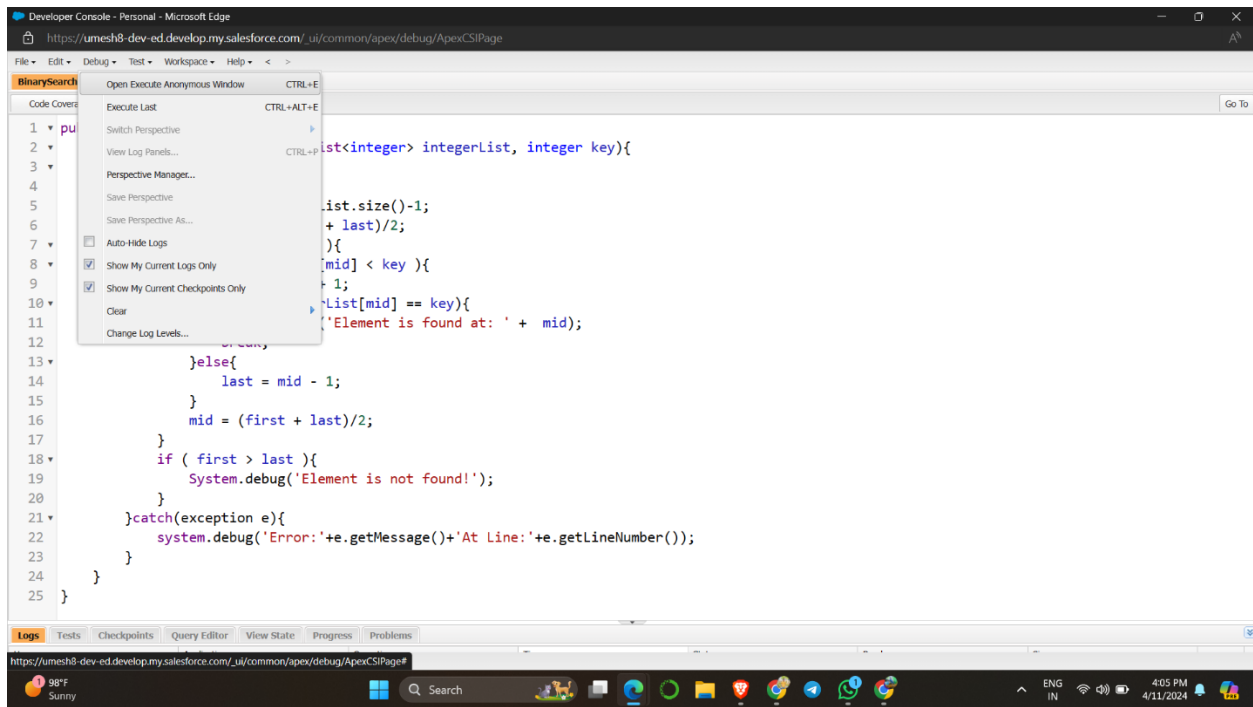 Developer Console - Personal - Microsoft Edge
https://umesh8-dev-ed.develop.my.salesforce.com/_ui/common/apex/debug/ApexCSIPage
File Edit Debug Test Workspace Help < >
BinarySearch
Code Covera
Go To
Open Execute Anonymous Window CTRL+E
Execute Last CTRL+ALT+E
Switch Perspective
View Log Panels... CTRL+P
Perspective Manager...
Save Perspective
Save Perspective As...
Auto-Hide Logs
Show My Current Logs Only
Show My Current Checkpoints Only
Clear
Change Log Levels...
1 pu
2 ist<integer> integerList, integer key){
3
4
5 ist.size()-1;
6 + last)/2;
7 ){
8 [mid] < key ){
9 + 1;
10 rList[mid] == key){
11 ('Element is found at: ' + mid);
12 break;
13 }else{
14 last = mid - 1;
15 }
16 mid = (first + last)/2;
17 }
18 if ( first > last ){
19 System.debug('Element is not found!');
20 }
21 }catch(exception e){
22 system.debug('Error:'+e.getMessage()+'At Line:'+e.getLineNumber());
23 }
24 }
25 }
Logs Tests Checkpoints Query Editor View State Progress Problems
https://umesh8-dev-ed.develop.my.salesforce.com/_ui/common/apex/debug/ApexCSIPage#
1
98°F
Sunny
Search
ENG
IN
4:05 PM
4/11/2024